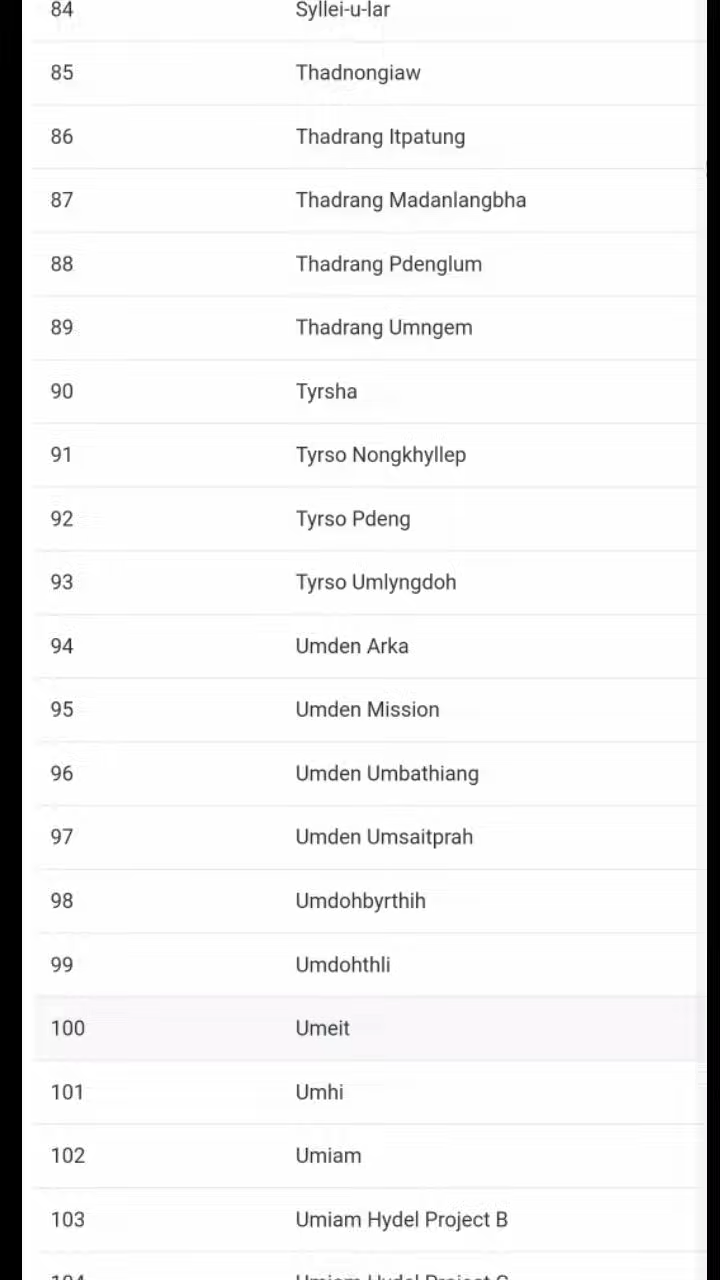 84 Syllei-u-lar
85 Thadnongiaw
86 Thadrang Itpatung
87 Thadrang Madanlangbha
88 Thadrang Pdenglum
89 Thadrang Umngem
90 Tyrsha
91 Tyrso Nongkhyllep
92 Tyrso Pdeng
93 Tyrso Umlyngdoh
94 Umden Arka
95 Umden Mission
96 Umden Umbathiang
97 Umden Umsaitprah
98 Umdohbyrthih
99 Umdohthli
100 Umeit
101 Umhi
102 Umiam
103 Umiam Hydel Project B